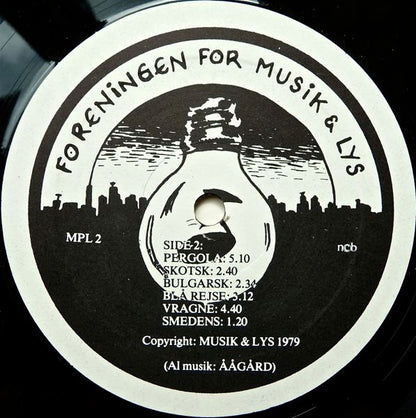 FORENINGEN FOR MUSIK & LYS
MPL 2
ncb
SIDE 2:
PERGOLA: 5.10
SKOTSK: 2.40
BULGARSK: 2.34
BLÅ REJSE: 3.12
VRAGNE: 4.40
SMEDENS: 1.20
Copyright: MUSIK & LYS 1979
(Al musik: ÅÅGÅRD)